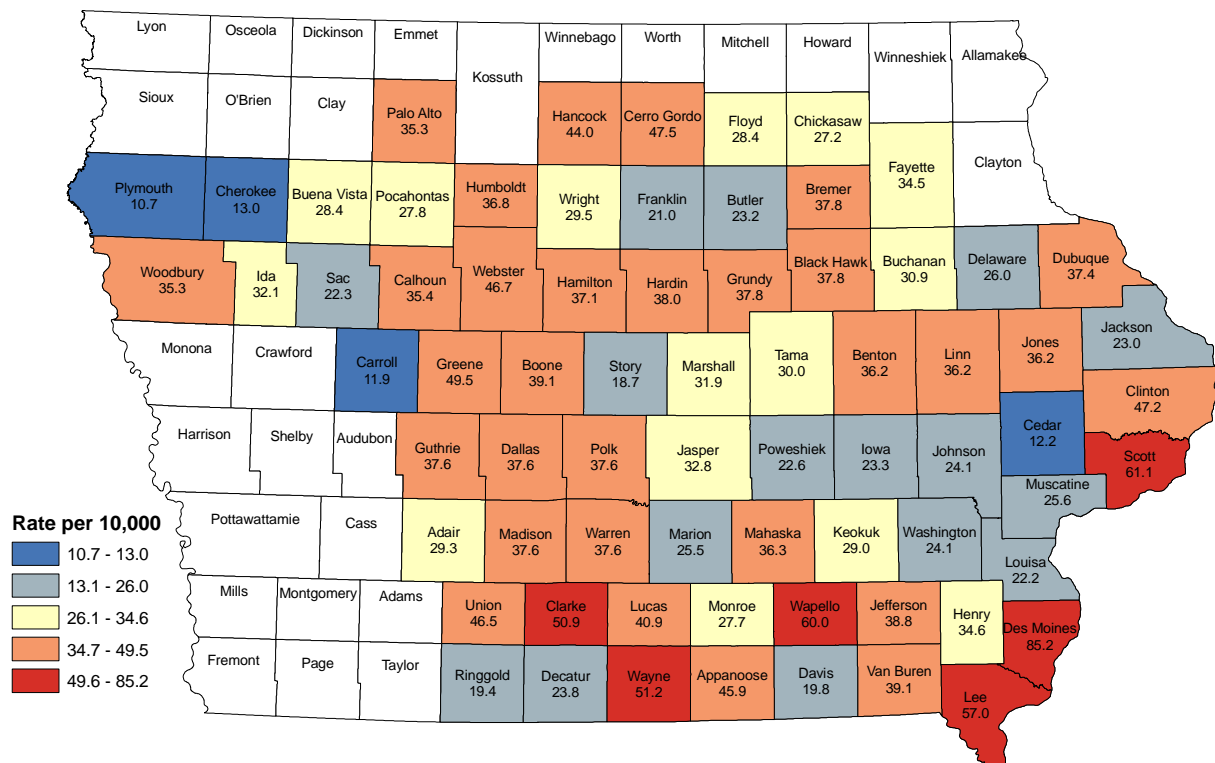 Lyon
Osceola
Dickinson
Emmet
Kossuth
Winnebago
Worth
Mitchell
Howard
Winneshiek
Allamakee
Sioux
O'Brien
Clay
Palo Alto
35.3
Hancock
44.0
Cerro Gordo
47.5
Floyd
28.4
Chickasaw
27.2
Fayette
34.5
Clayton
Plymouth
10.7
Cherokee
13.0
Buena Vista
28.4
Pocahontas
27.8
Humboldt
36.8
Wright
29.5
Franklin
21.0
Butler
23.2
Bremer
37.8
Woodbury
35.3
Ida
32.1
Sac
22.3
Calhoun
35.4
Webster
46.7
Hamilton
37.1
Hardin
38.0
Grundy
37.8
Black Hawk
37.8
Buchanan
30.9
Delaware
26.0
Dubuque
37.4
Monona
Crawford
Carroll
11.9
Greene
49.5
Boone
39.1
Story
18.7
Marshall
31.9
Tama
30.0
Benton
36.2
Linn
36.2
Jones
36.2
Jackson
23.0
Clinton
47.2
Harrison
Shelby
Audubon
Guthrie
37.6
Dallas
37.6
Polk
37.6
Jasper
32.8
Poweshiek
22.6
Iowa
23.3
Johnson
24.1
Cedar
12.2
Scott
61.1
Muscatine
25.6
Pottawattamie
Cass
Adair
29.3
Madison
37.6
Warren
37.6
Marion
25.5
Mahaska
36.3
Keokuk
29.0
Washington
24.1
Louisa
22.2
Mills
Montgomery
Adams
Union
46.5
Clarke
50.9
Lucas
40.9
Monroe
27.7
Wapello
60.0
Jefferson
38.8
Henry
34.6
Des Moines
85.2
Fremont
Page
Taylor
Ringgold
19.4
Decatur
23.8
Wayne
51.2
Appanoose
45.9
Davis
19.8
Van Buren
39.1
Lee
57.0
Rate per 10,000
10.7 - 13.0
13.1 - 26.0
26.1 - 34.6
34.7 - 49.5
49.6 - 85.2